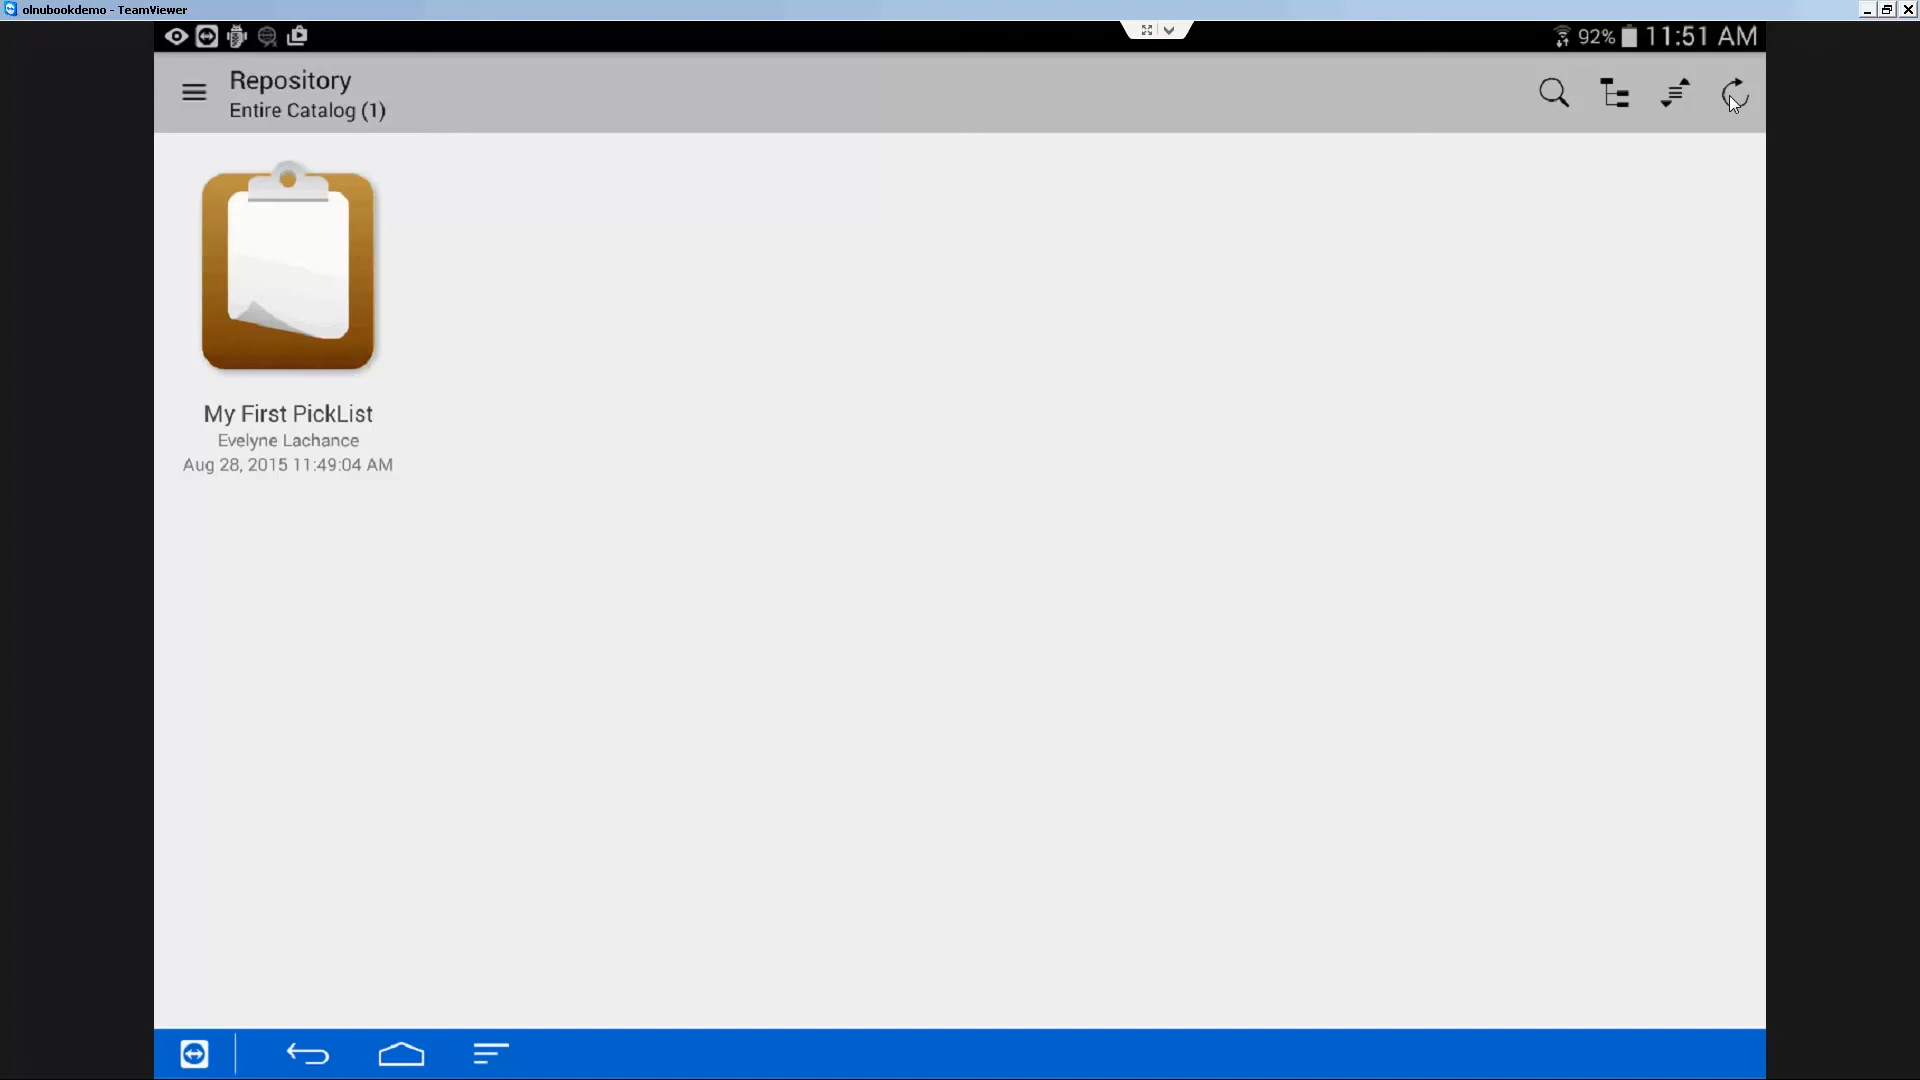 olnubookdemo - TeamViewer
92% 11:51 AM
Repository
Entire Catalog (1)
My First PickList
Evelyne Lachance
Aug 28, 2015 11:49:04 AM